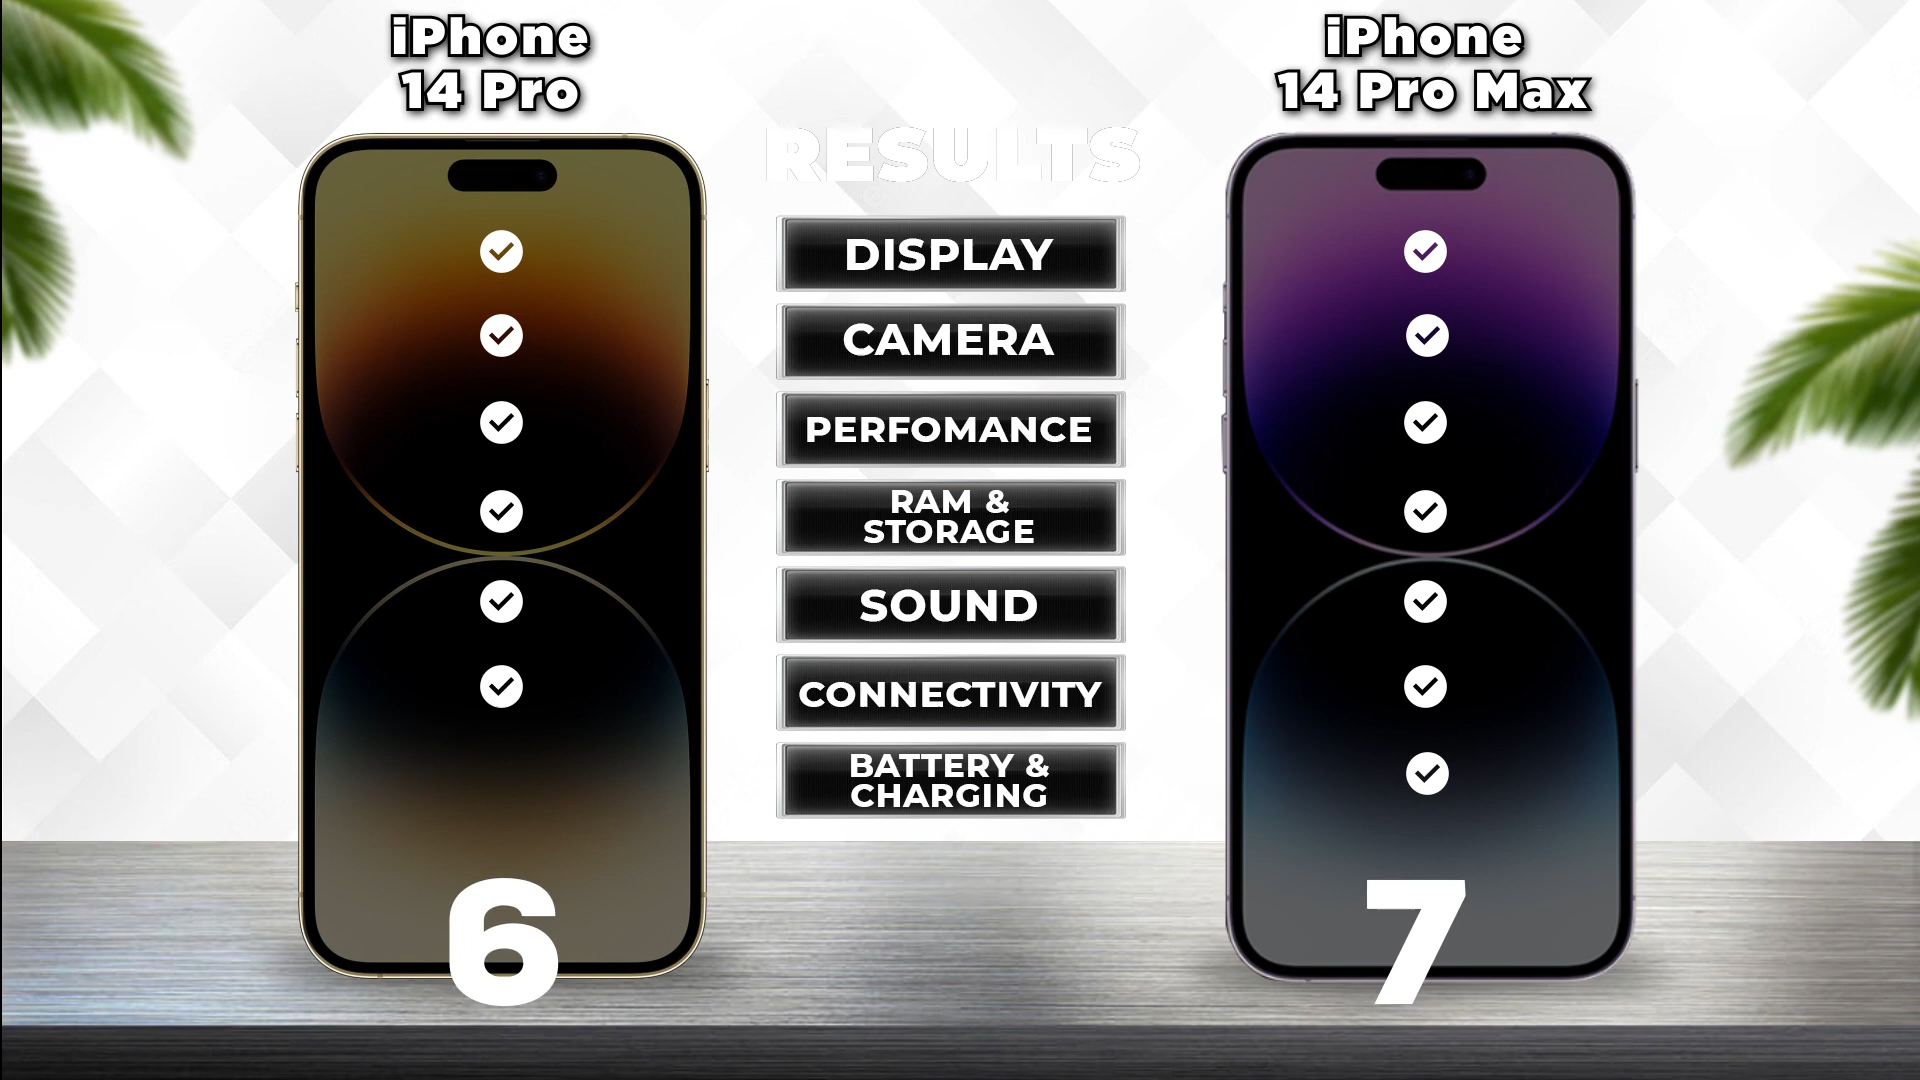 iPhone
14 Pro
iPhone
14 Pro Max
RESULTS
DISPLAY
CAMERA
PERFOMANCE
RAM &
STORAGE
SOUND
CONNECTIVITY
BATTERY &
CHARGING
6
7